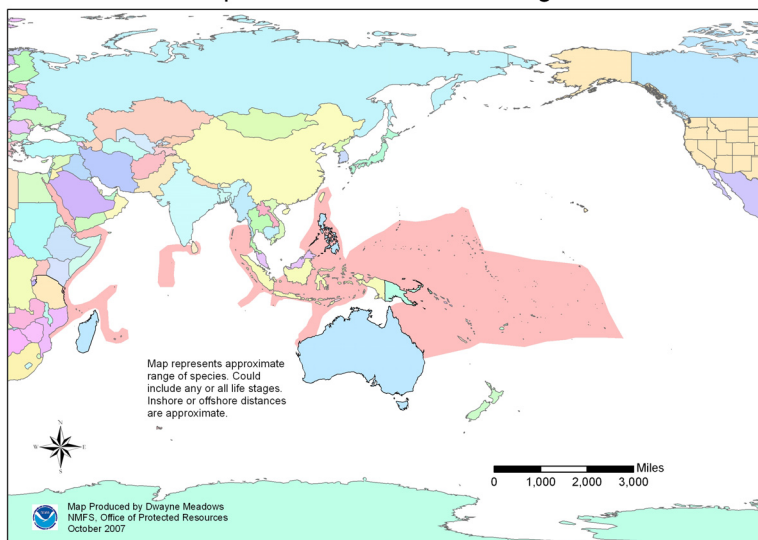 Map represents approximate
range of species. Could
include any or all life stages.
Inshore or offshore distances
are approximate.
N
W
E
S
Miles
0 1,000 2,000 3,000
Map Produced by Dwayne Meadows
NMFS, Office of Protected Resources
October 2007